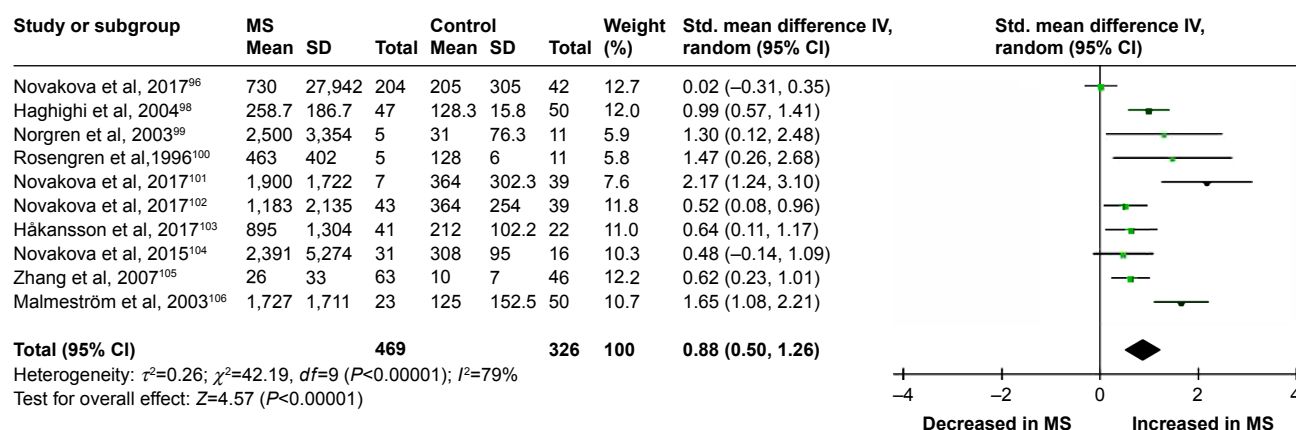 Study or subgroup MS Control Weight Std. mean difference IV, Std. mean difference IV,
Mean SD Total Mean SD Total (%) random (95% CI) random (95% CI)
Novakova et al, 2017⁹⁶ 730 27,942 204 205 305 42 12.7 0.02 (–0.31, 0.35)
Haghighi et al, 2004⁹⁸ 258.7 186.7 47 128.3 15.8 50 12.0 0.99 (0.57, 1.41)
Norgren et al, 2003⁹⁹ 2,500 3,354 5 31 76.3 11 5.9 1.30 (0.12, 2.48)
Rosengren et al,1996¹⁰⁰ 463 402 5 128 6 11 5.8 1.47 (0.26, 2.68)
Novakova et al, 2017¹⁰¹ 1,900 1,722 7 364 302.3 39 7.6 2.17 (1.24, 3.10)
Novakova et al, 2017¹⁰² 1,183 2,135 43 364 254 39 11.8 0.52 (0.08, 0.96)
Håkansson et al, 2017¹⁰³ 895 1,304 41 212 102.2 22 11.0 0.64 (0.11, 1.17)
Novakova et al, 2015¹⁰⁴ 2,391 5,274 31 308 95 16 10.3 0.48 (–0.14, 1.09)
Zhang et al, 2007¹⁰⁵ 26 33 63 10 7 46 12.2 0.62 (0.23, 1.01)
Malmeström et al, 2003¹⁰⁶ 1,727 1,711 23 125 152.5 50 10.7 1.65 (1.08, 2.21)
Total (95% CI) 469 326 100 0.88 (0.50, 1.26)
Heterogeneity: τ²=0.26; χ²=42.19, df=9 (P<0.00001); I²=79%
Test for overall effect: Z=4.57 (P<0.00001)
–4 –2 0 2 4
Decreased in MS Increased in MS